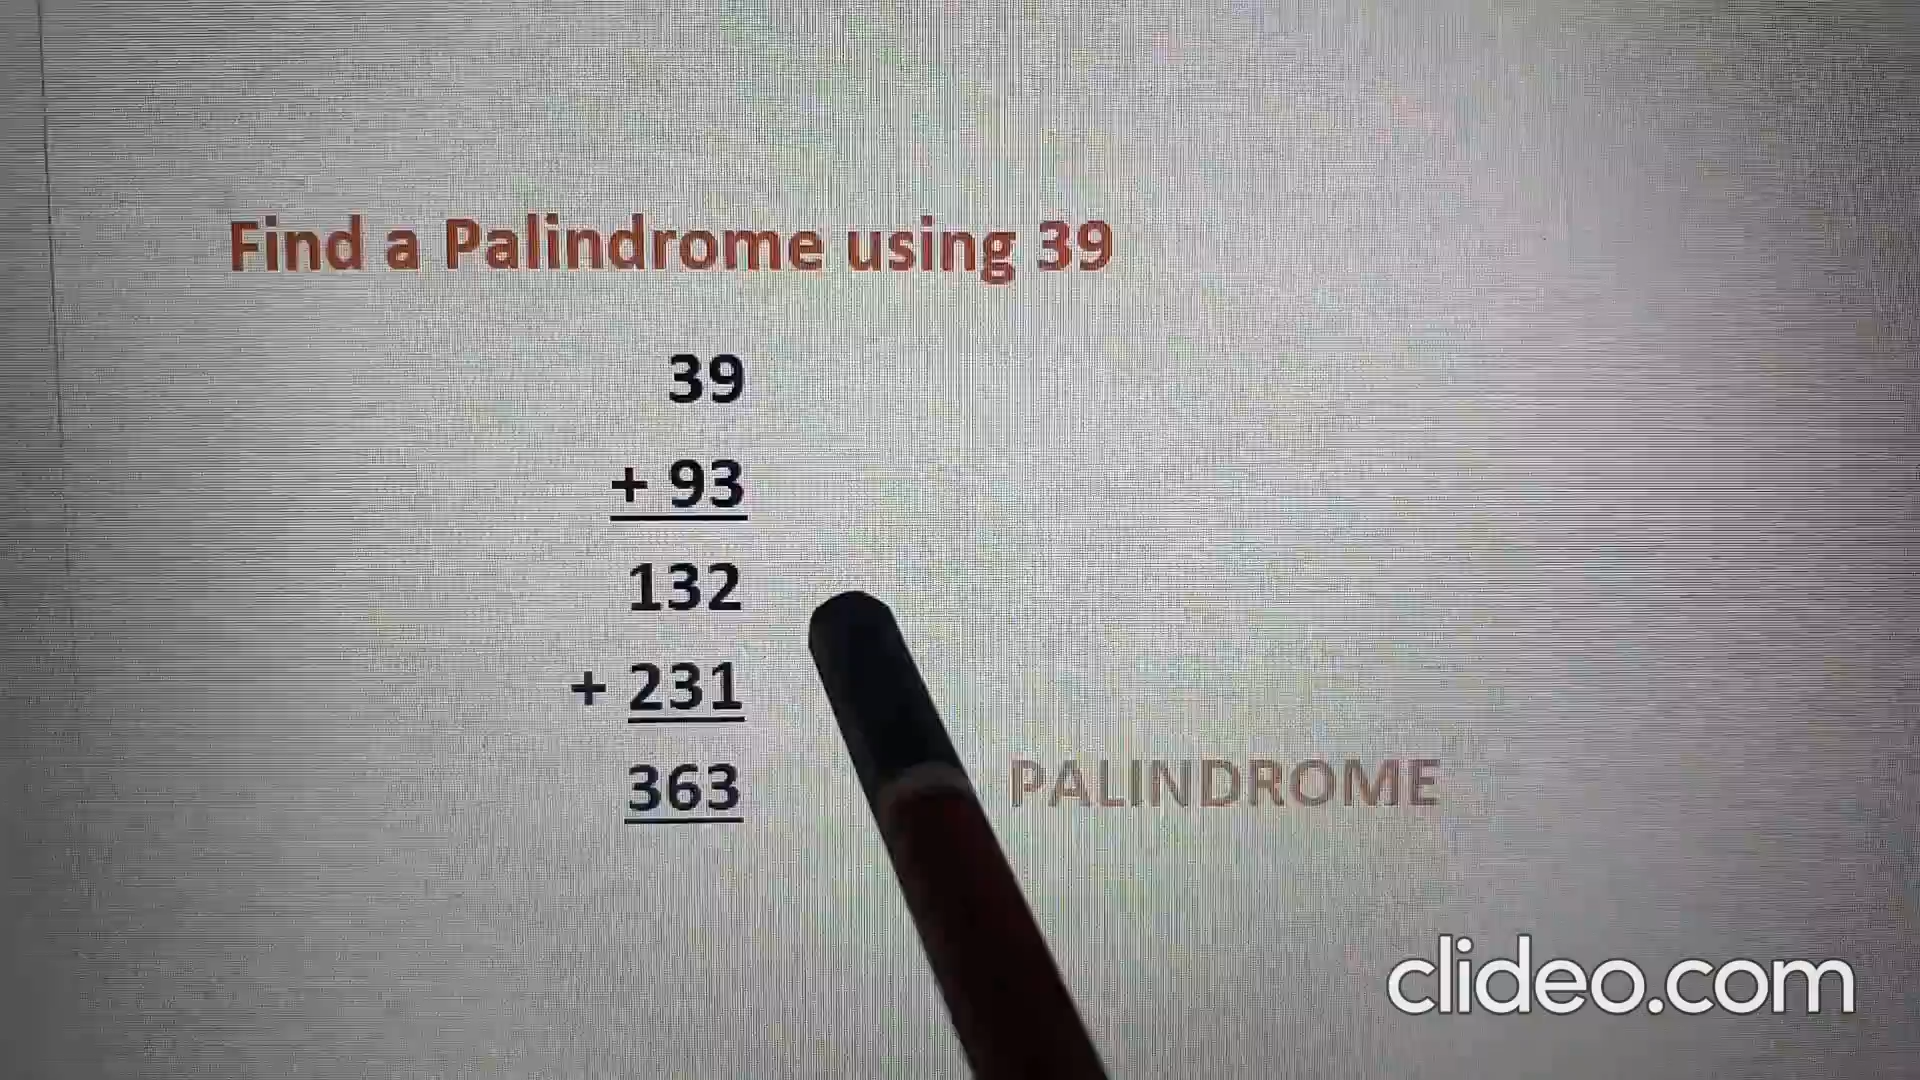 Find a Palindrome using 39
39
+ 93
132
+ 231
363 PALINDROME
clideo.com